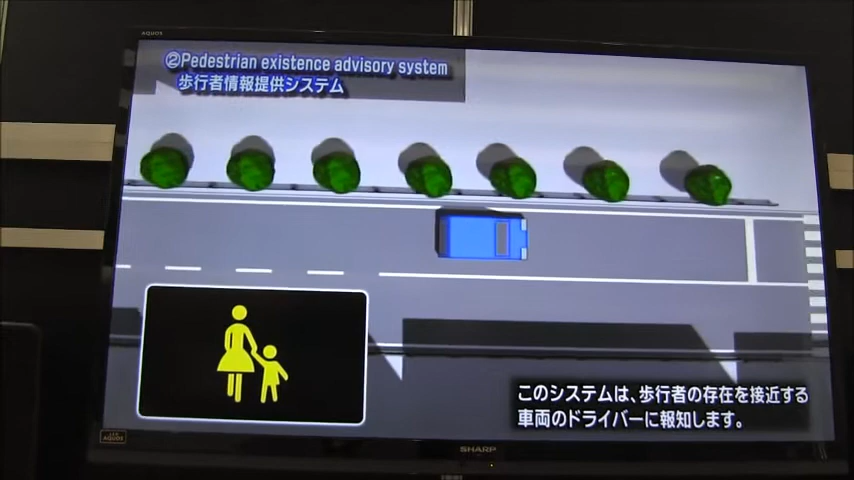 AQUOS
②Pedestrian existence advisory system
歩行者情報提供システム
このシステムは、歩行者の存在を接近する
車両のドライバーに報知します。
AQUOS
SHARP